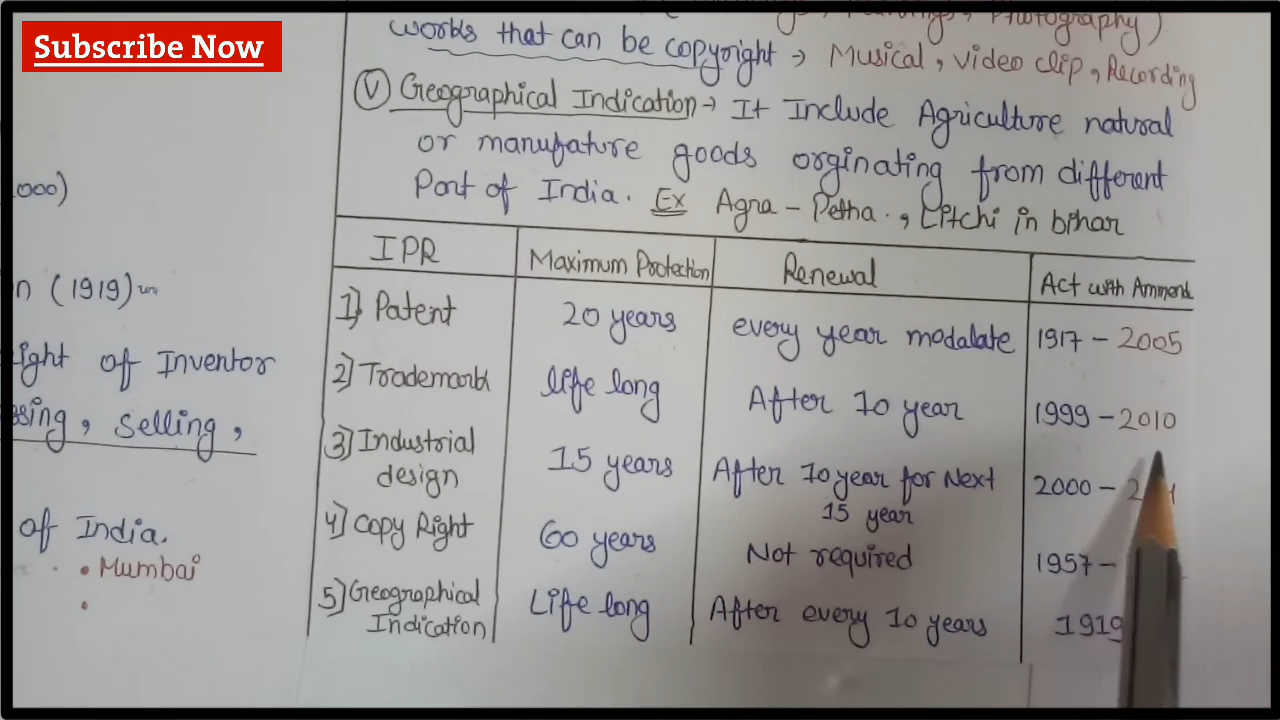 Subscribe Now
Photography)
works that can be copyright → Musical, video clip, Recording
(V) Geographical Indication → It Include Agriculture natural
or manufature goods orginating from different
Part of India. Ex Agra - Petha., Litchi in bihar
000)
n (1919)
ight of Inventor
ssing, selling,
of India.
• Mumbai
•
IPR Maximum Protection Renewal Act with Ammend
1) Patent 20 years every year modalate 1917 - 2005
2) Trademark life long After 10 year 1999 - 2010
3) Industrial design 15 years After 10 year for Next 15 year 2000 -
4) Copy Right 60 years Not required 1957 -
5) Geographical Indication Life long After every 10 years 1919